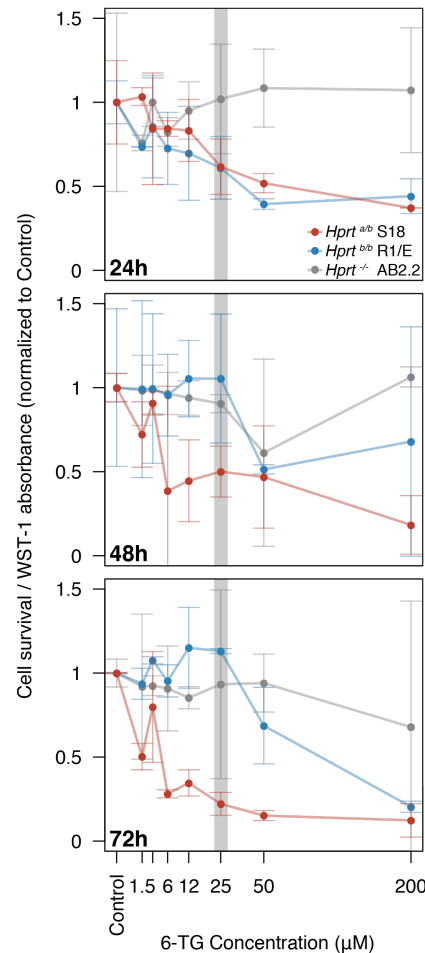 Cell survival / WST-1 absorbance (normalized to Control)
1.5
1
0.5
0
Hprt a/b S18
Hprt b/b R1/E
Hprt -/- AB2.2
24h
1.5
1
0.5
0
48h
1.5
1
0.5
0
72h
Control 1.5 6 12 25 50 200
6-TG Concentration (μM)